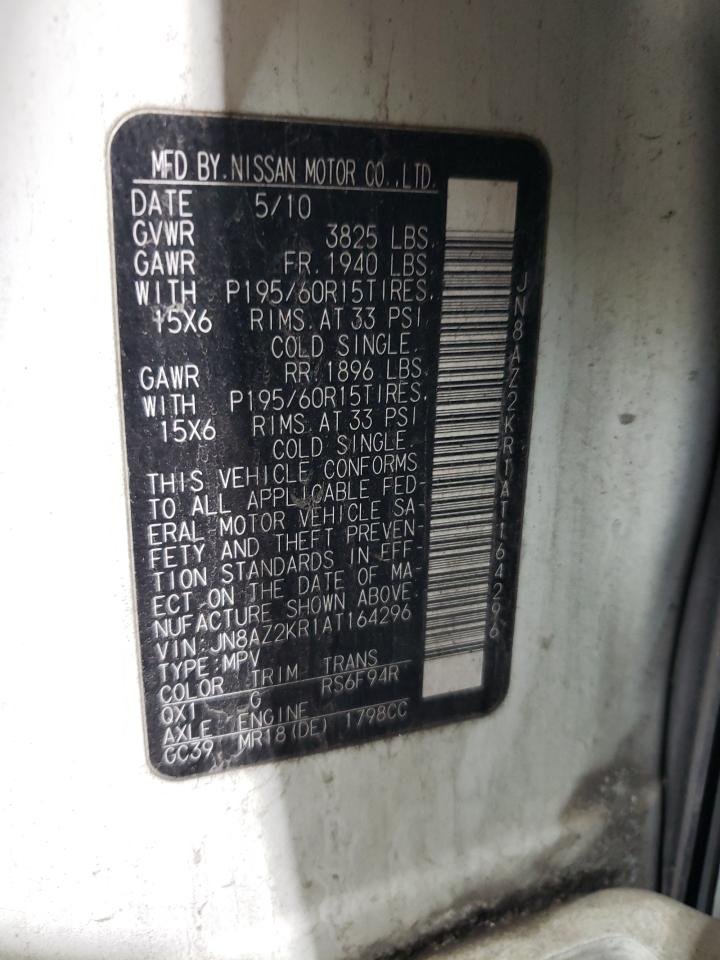 MFD BY NISSAN MOTOR CO.,LTD.
DATE 5/10
GVWR 3825 LBS.
GAWR FR. 1940 LBS.
WITH P195/60R15TIRES.
15X6 RIMS. AT 33 PSI
COLD SINGLE.
GAWR RR. 1896 LBS.
WITH P195/60R15TIRES.
15X6 RIMS. AT 33 PSI
COLD SINGLE.
THIS VEHICLE CONFORMS
TO ALL APPLICABLE FED-
ERAL MOTOR VEHICLE SA-
FETY AND THEFT PREVEN-
TION STANDARDS IN EFF-
ECT ON THE DATE OF MA-
NUFACTURE SHOWN ABOVE.
VIN:JN8AZ2KR1AT164296
TYPE:MPV
COLOR TRIM TRANS
QX1 G RS6F94R
AXLE ENGINE
GC39 MR18(DE) 1798CC
JN8AZ2KR1AT164296